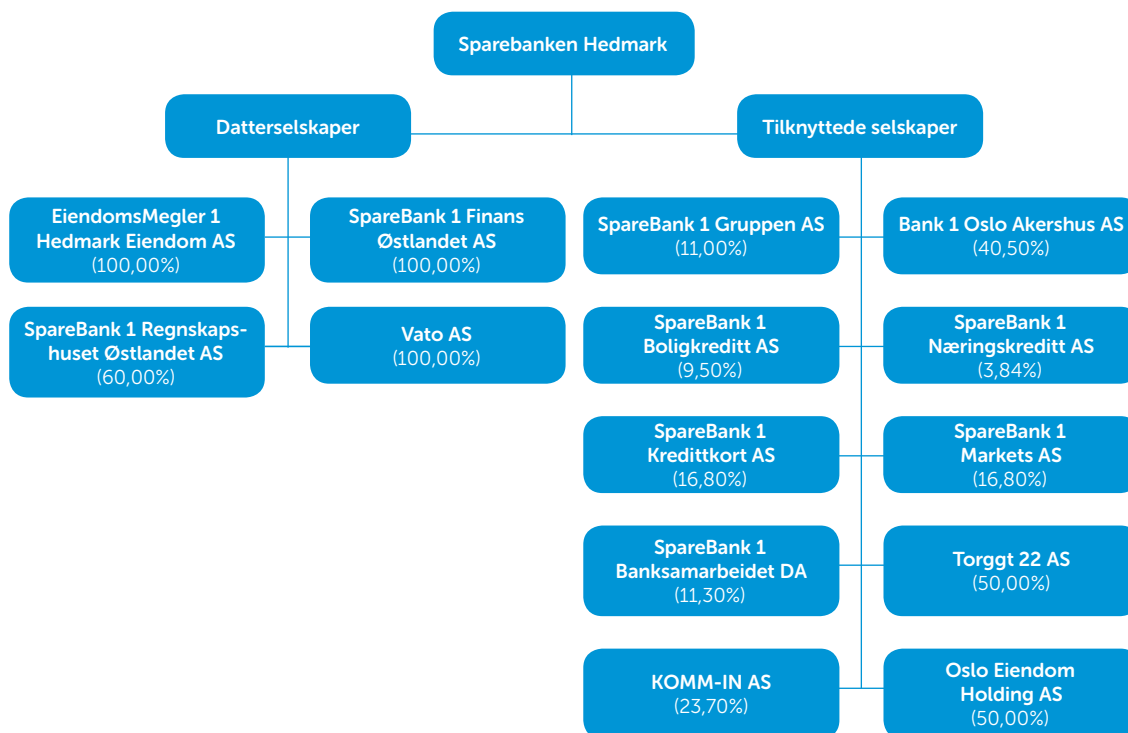 Sparebanken Hedmark
Datterselskaper
Tilknyttede selskaper
EiendomsMegler 1
Hedmark Eiendom AS
(100,00%)
SpareBank 1 Finans
Østlandet AS
(100,00%)
SpareBank 1 Regnskaps-
huset Østlandet AS
(60,00%)
Vato AS
(100,00%)
SpareBank 1 Gruppen AS
(11,00%)
Bank 1 Oslo Akershus AS
(40,50%)
SpareBank 1
Boligkreditt AS
(9,50%)
SpareBank 1
Næringskreditt AS
(3,84%)
SpareBank 1
Kredittkort AS
(16,80%)
SpareBank 1
Markets AS
(16,80%)
SpareBank 1
Banksamarbeidet DA
(11,30%)
Torggt 22 AS
(50,00%)
KOMM-IN AS
(23,70%)
Oslo Eiendom
Holding AS
(50,00%)